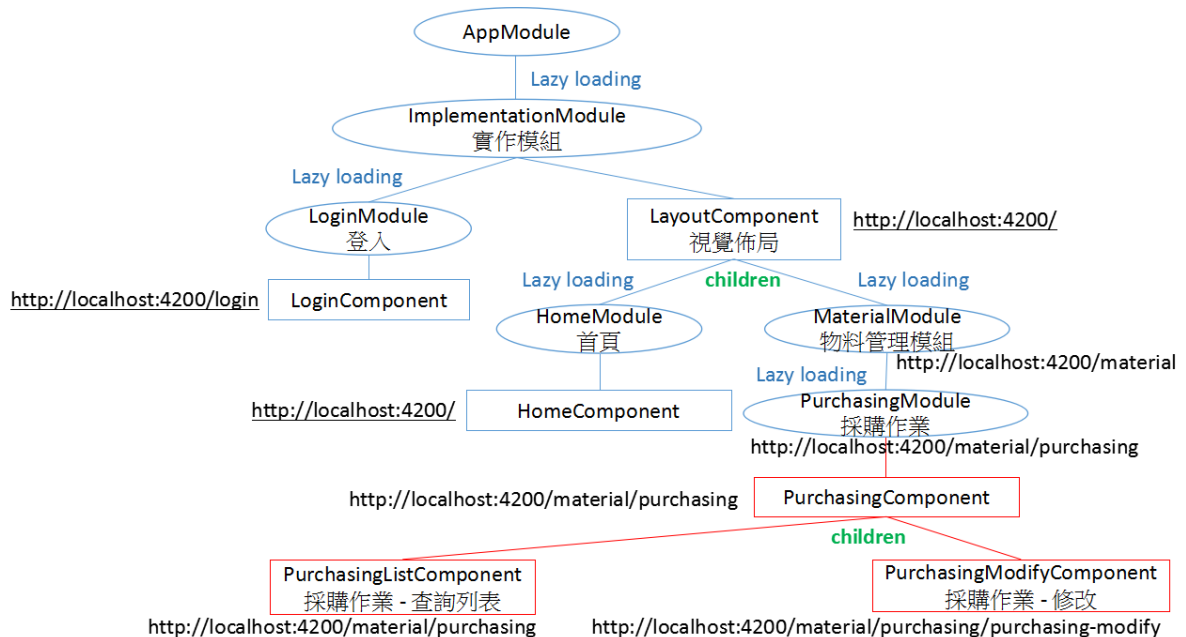 AppModule
Lazy loading
ImplementationModule
實作模組
Lazy loading
LoginModule
登入
LayoutComponent
視覺佈局
http://localhost:4200/
http://localhost:4200/login
LoginComponent
Lazy loading
children
Lazy loading
HomeModule
首頁
MaterialModule
物料管理模組
http://localhost:4200/material
Lazy loading
http://localhost:4200/
HomeComponent
PurchasingModule
採購作業
http://localhost:4200/material/purchasing
http://localhost:4200/material/purchasing
PurchasingComponent
children
PurchasingListComponent
採購作業 - 查詢列表
http://localhost:4200/material/purchasing
PurchasingModifyComponent
採購作業 - 修改
http://localhost:4200/material/purchasing/purchasing-modify